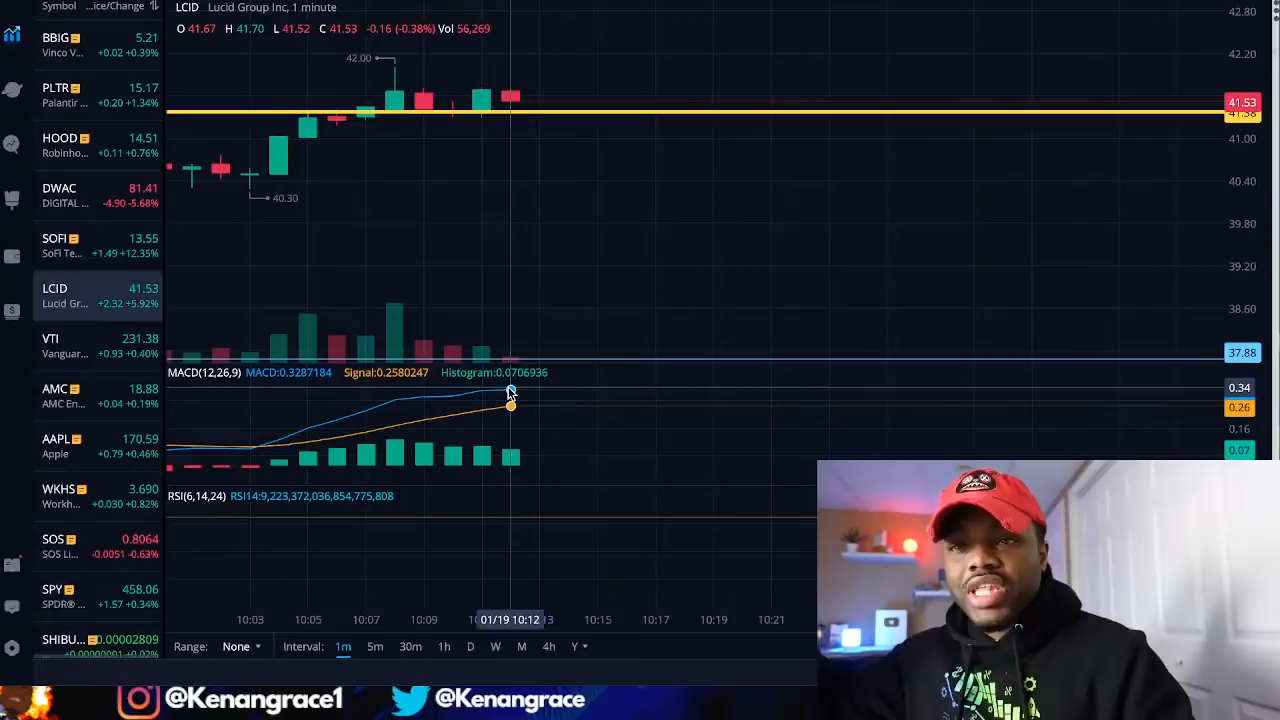 Symbol ...ice/Change
BBIG 5.21
Vinco V... +0.02 +0.39%
PLTR 15.17
Palantir ... +0.20 +1.34%
HOOD 14.51
Robinho... +0.11 +0.76%
DWAC 81.41
DIGITAL ... -4.90 -5.68%
SOFI 13.55
SoFi Te... +1.49 +12.35%
LCID 41.53
Lucid Gr... +2.32 +5.92%
VTI 231.38
Vanguar... +0.93 +0.40%
AMC 18.88
AMC En... +0.04 +0.19%
AAPL 170.59
Apple +0.79 +0.46%
WKHS 3.690
Workh... +0.030 +0.82%
SOS 0.8064
SOS Li... -0.0051 -0.63%
SPY 458.06
SPDR® ... +1.57 +0.34%
SHIBU... 0.00002809
LCID Lucid Group Inc, 1 minute
O 41.67 H 41.70 L 41.52 C 41.53 -0.16 (-0.38%) Vol 56,269
42.00
40.30
42.80
42.20
41.53
41.38
41.00
40.40
39.80
39.20
38.60
37.88
MACD(12,26,9) MACD:0.3287184 Signal:0.2580247 Histogram:0.0706936
0.34
0.26
0.16
0.07
RSI(6,14,24) RSI14:9,223,372,036,854,775,808
10:03 10:05 10:07 10:09 01/19 10:12 10:15 10:17 10:19 10:21
Range: None Interval: 1m 5m 30m 1h D W M 4h Y
@Kenangrace1 @Kenangrace